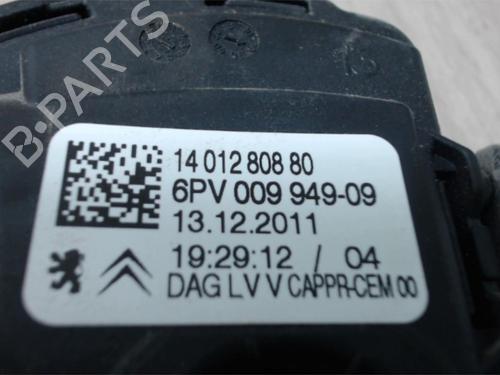 B-PARTS
14 012 808 80
6PV 009 949-09
13.12.2011
19:29:12 / 04
DAG LV V CAPPR-CEM 00